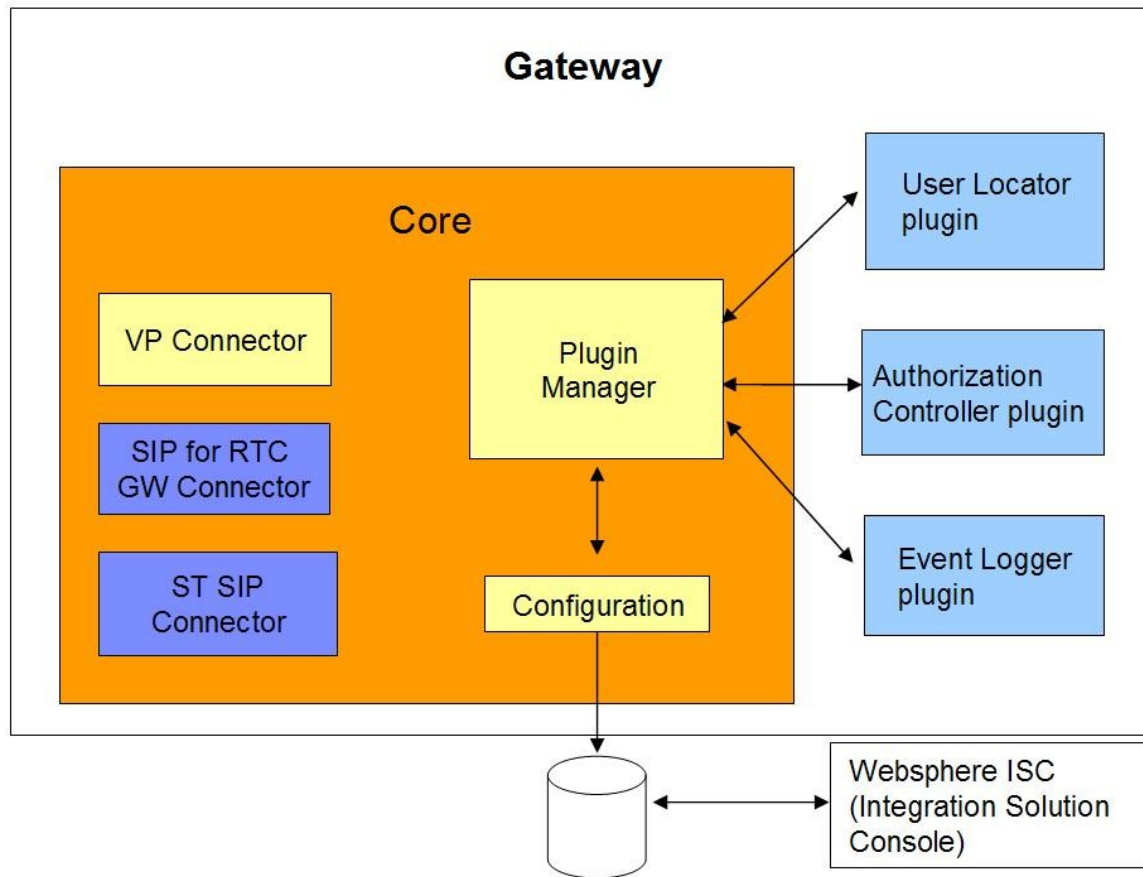 Gateway
Core
VP Connector
SIP for RTC
GW Connector
ST SIP
Connector
Plugin
Manager
Configuration
User Locator
plugin
Authorization
Controller plugin
Event Logger
plugin
Websphere ISC
(Integration Solution
Console)